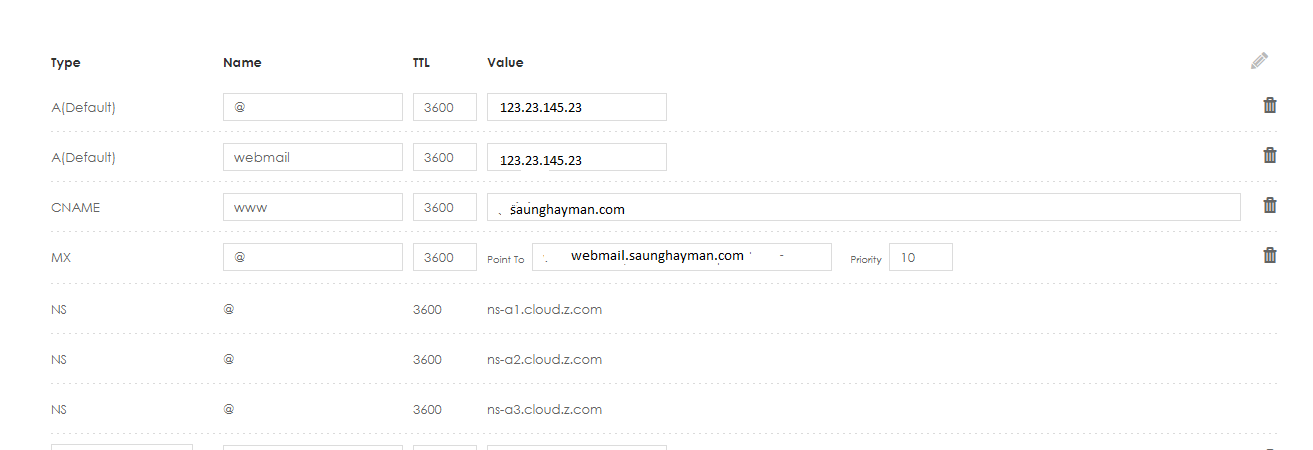 Type Name TTL Value
A(Default) @ 3600 123.23.145.23
A(Default) webmail 3600 123.23.145.23
CNAME www 3600 saunghayman.com
MX @ 3600 Point To webmail.saunghayman.com Priority 10
NS @ 3600 ns-a1.cloud.z.com
NS @ 3600 ns-a2.cloud.z.com
NS @ 3600 ns-a3.cloud.z.com